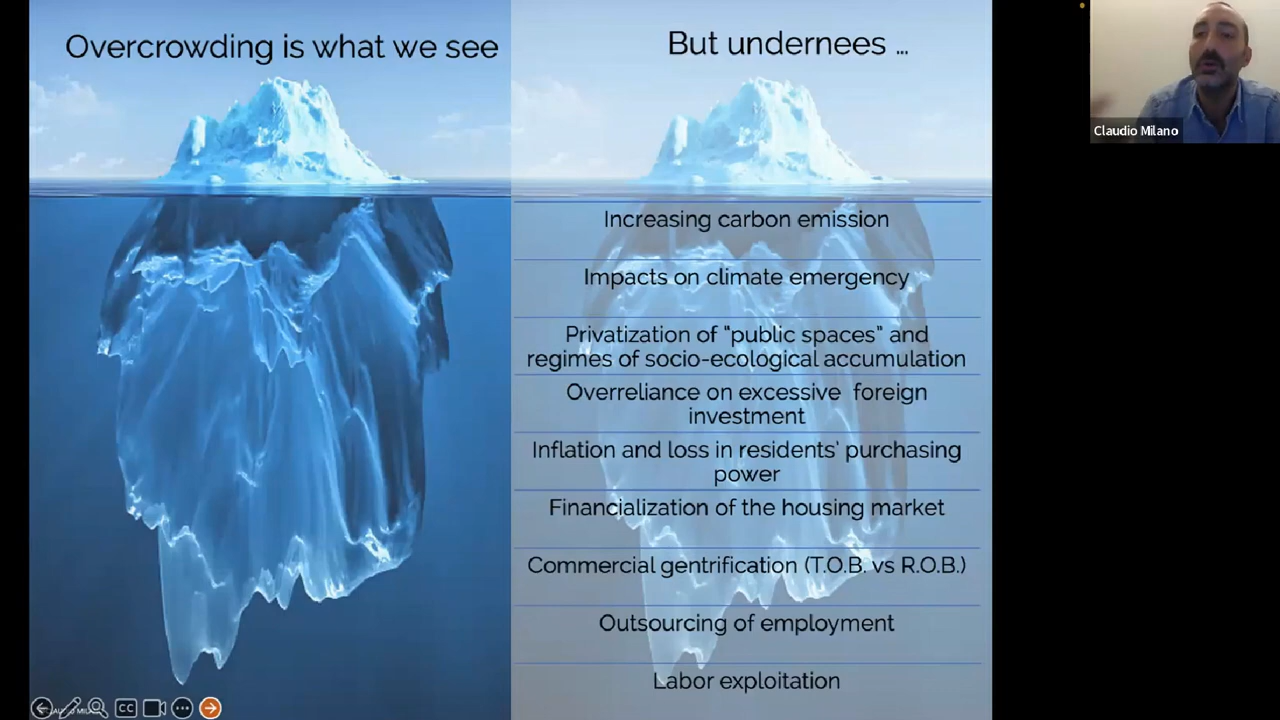 Overcrowding is what we see
But undernees ...
Increasing carbon emission
Impacts on climate emergency
Privatization of “public spaces” and
regimes of socio-ecological accumulation
Overreliance on excessive foreign
investment
Inflation and loss in residents’ purchasing
power
Financialization of the housing market
Commercial gentrification (T.O.B. vs R.O.B.)
Outsourcing of employment
Labor exploitation
Claudio Milano
CC